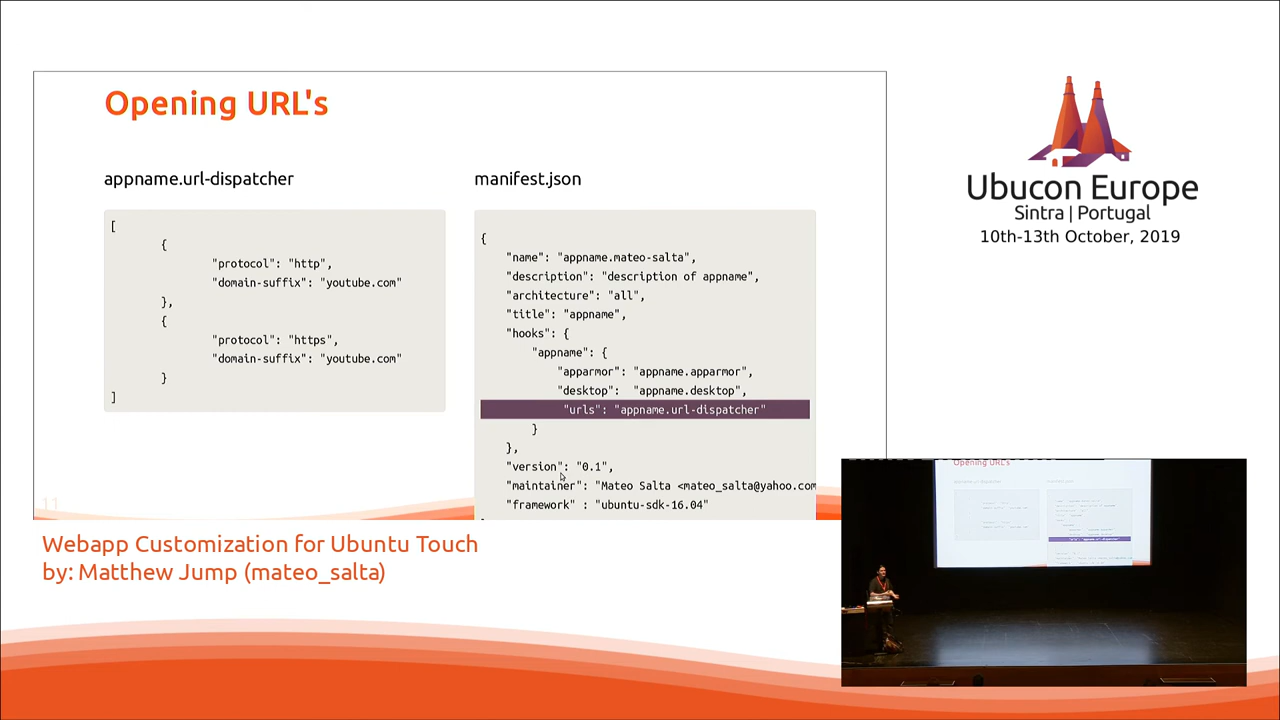 Opening URL's
appname.url-dispatcher
[
{
"protocol": "http",
"domain-suffix": "youtube.com"
},
{
"protocol": "https",
"domain-suffix": "youtube.com"
}
]
manifest.json
{
"name": "appname.mateo-salta",
"description": "description of appname",
"architecture": "all",
"title": "appname",
"hooks": {
"appname": {
"apparmor": "appname.apparmor",
"desktop":  "appname.desktop",
"urls": "appname.url-dispatcher"
}
},
"version": "0.1",
"maintainer": "Mateo Salta <mateo_salta@yahoo.com
"framework" : "ubuntu-sdk-16.04"
11
Webapp Customization for Ubuntu Touch
by: Matthew Jump (mateo_salta)
Ubucon Europe
Sintra | Portugal
10th-13th October, 2019
Opening URL's